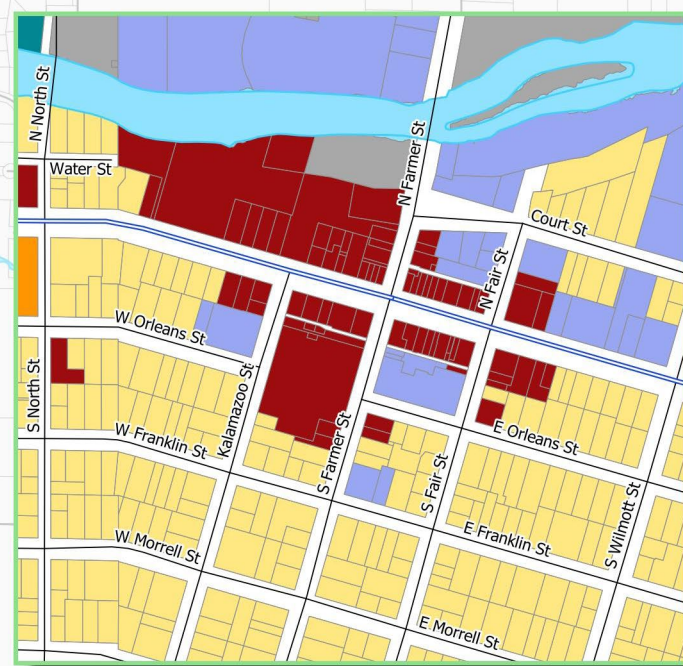 N North St
Water St
N Farmer St
Court St
N Fair St
W Orleans St
S North St
Kalamazoo St
W Franklin St
S Farmer St
S Fair St
E Orleans St
S Wilmott St
E Franklin St
W Morrell St
E Morrell St